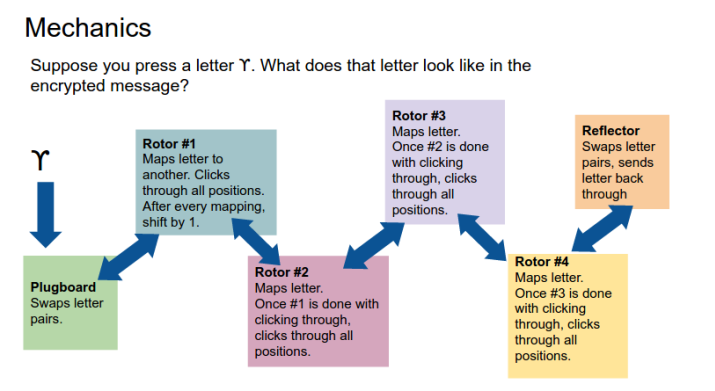 Mechanics
Suppose you press a letter ϒ. What does that letter look like in the
encrypted message?
ϒ
Plugboard
Swaps letter
pairs.
Rotor #1
Maps letter to
another. Clicks
through all positions.
After every mapping,
shift by 1.
Rotor #2
Maps letter.
Once #1 is done with
clicking through,
clicks through all
positions.
Rotor #3
Maps letter.
Once #2 is done
with clicking
through, clicks
through all
positions.
Rotor #4
Maps letter.
Once #3 is done
with clicking
through, clicks
through all
positions.
Reflector
Swaps letter
pairs, sends
letter back
through